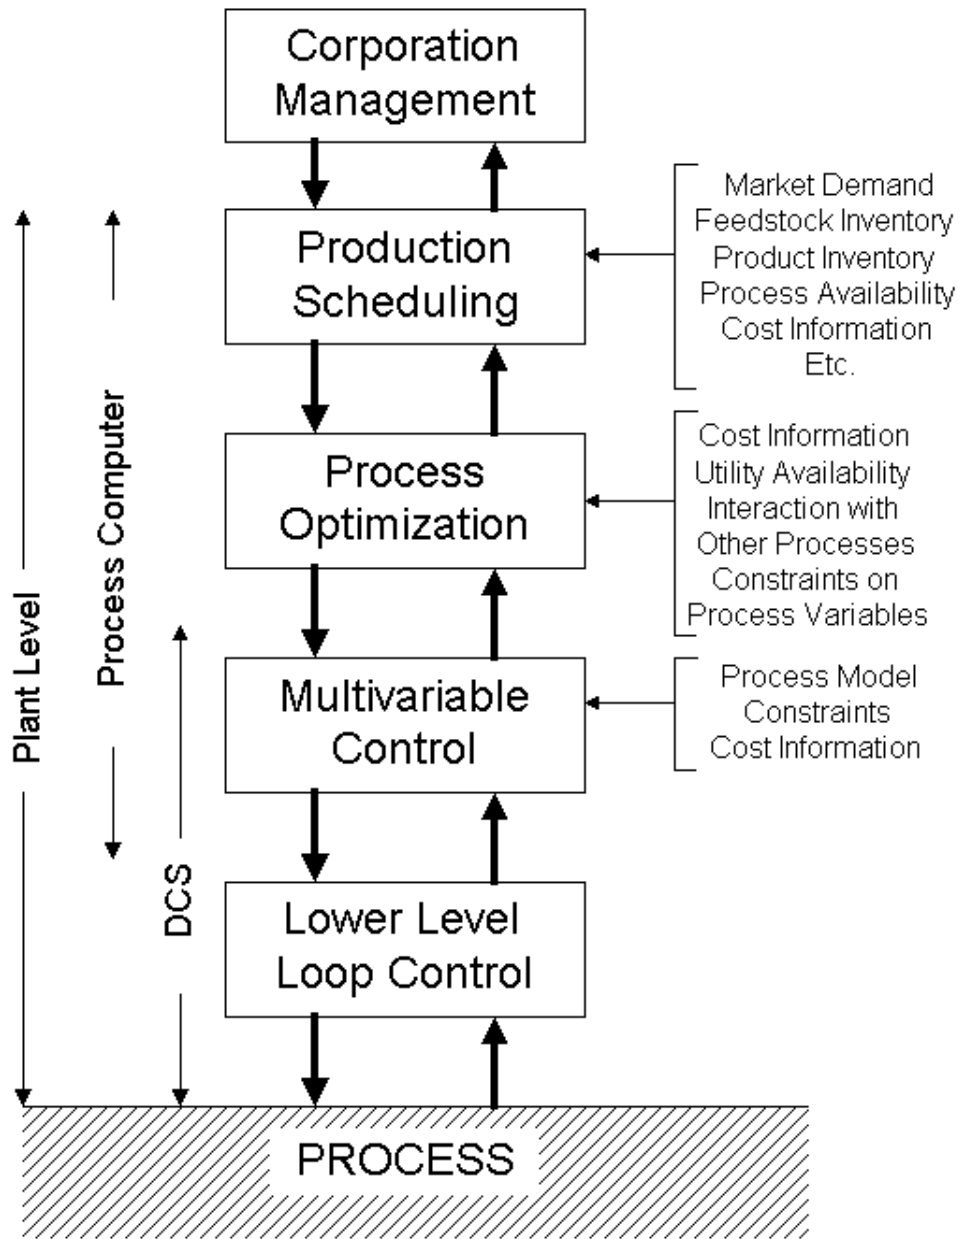 Corporation
Management
Production
Scheduling
Market Demand
Feedstock Inventory
Product Inventory
Process Availability
Cost Information
Etc.
Process
Optimization
Cost Information
Utility Availability
Interaction with
Other Processes
Constraints on
Process Variables
Multivariable
Control
Process Model
Constraints
Cost Information
Lower Level
Loop Control
Plant Level
Process Computer
DCS
PROCESS